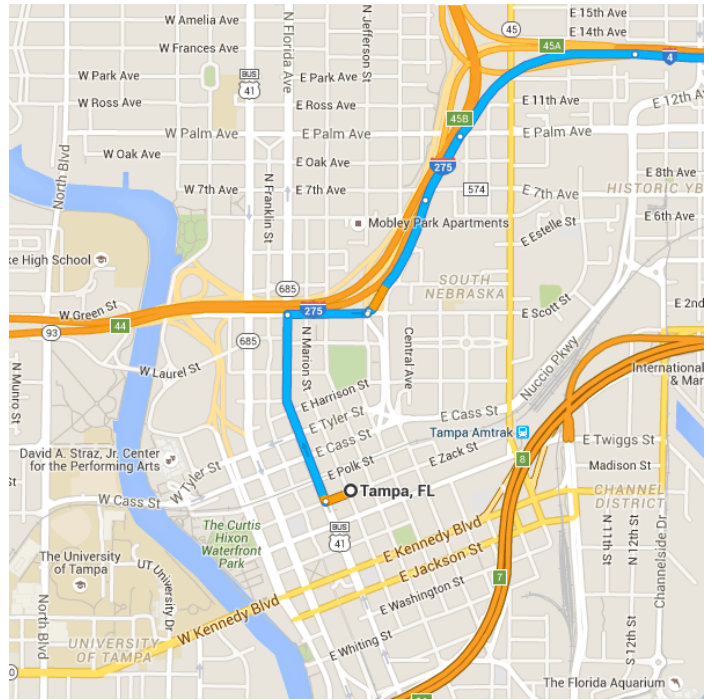 W Amelia Ave
W Frances Ave
N Florida Ave
N Jefferson St
45
E 15th Ave
E 14th Ave
45A
4
W Park Ave
BUS
41
E Park Ave
W Ross Ave
E Ross Ave
E 11th Ave
E 12th Ave
45B
North Blvd
W Palm Ave
E Palm Ave
E Palm Ave
W Oak Ave
E Oak Ave
275
E 8th Ave
W 7th Ave
N Franklin St
E 7th Ave
574
E 7th Ave
HISTORIC YB
Mobley Park Apartments
E 6th Ave
E Estelle St
ke High School
SOUTH
NEBRASKA
685
W Green St
275
E Scott St
E 2nd
44
93
685
N Marion St
Central Ave
Nuccio Pkwy
W Laurel St
International
& Mar
N Munro St
E Harrison St
E Tyler St
E Cass St
E Cass St
Tampa Amtrak
E Twiggs St
David A. Straz, Jr. Center
for the Performing Arts
W Tyler St
E Polk St
E Zack St
8
Madison St
W Cass St
Tampa, FL
CHANNEL
DISTRICT
The Curtis
Hixon
Waterfront
Park
BUS
41
E Kennedy Blvd
E Jackson St
N 11th St
N 12th St
Channelside Dr
The University
of Tampa
UT University Dr
7
E Washington St
North Blvd
W Kennedy Blvd
UNIVERSITY
OF TAMPA
E Whiting St
S 12th St
The Florida Aquarium